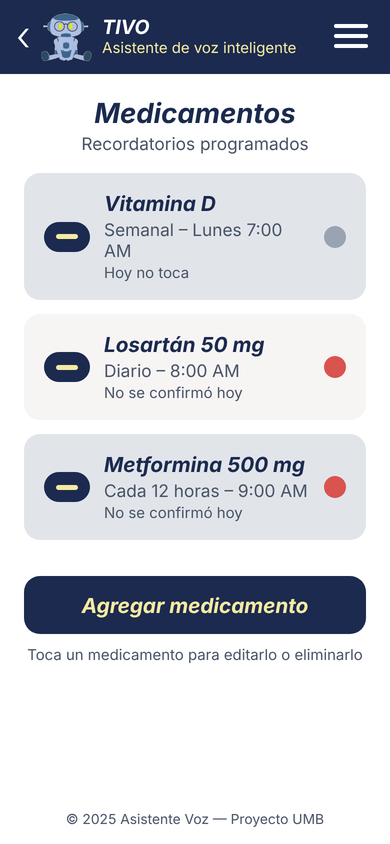 TIVO
Asistente de voz inteligente
Medicamentos
Recordatorios programados
Vitamina D
Semanal – Lunes 7:00
AM
Hoy no toca
Losartán 50 mg
Diario – 8:00 AM
No se confirmó hoy
Metformina 500 mg
Cada 12 horas – 9:00 AM
No se confirmó hoy
Agregar medicamento
Toca un medicamento para editarlo o eliminarlo
© 2025 Asistente Voz — Proyecto UMB